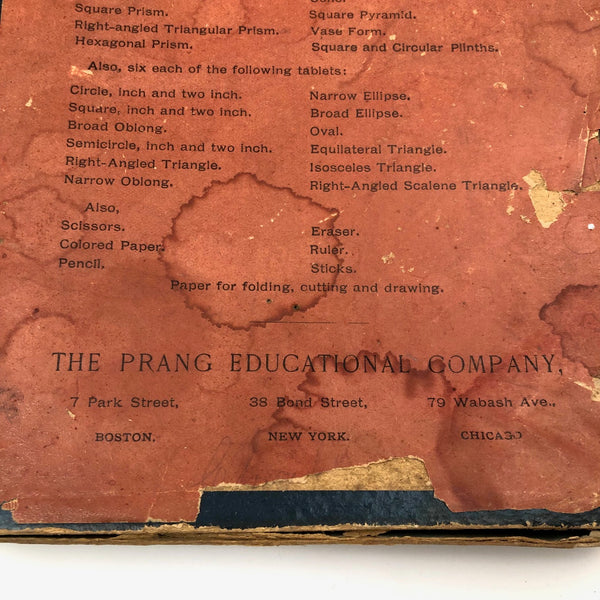 Square Prism.
Square Pyramid.
Right-angled Triangular Prism.
Vase Form.
Hexagonal Prism.
Square and Circular Plinths.
Also, six each of the following tablets:
Circle, inch and two inch.
Narrow Ellipse.
Square, inch and two inch.
Broad Ellipse.
Broad Oblong.
Oval.
Semicircle, inch and two inch.
Equilateral Triangle.
Right-Angled Triangle.
Isosceles Triangle.
Narrow Oblong.
Right-Angled Scalene Triangle.
Also,
Scissors.
Eraser.
Colored Paper.
Ruler.
Pencil.
Sticks.
Paper for folding, cutting and drawing.
THE PRANG EDUCATIONAL COMPANY,
7 Park Street, 38 Bond Street, 79 Wabash Ave.,
BOSTON. NEW YORK. CHICAGO